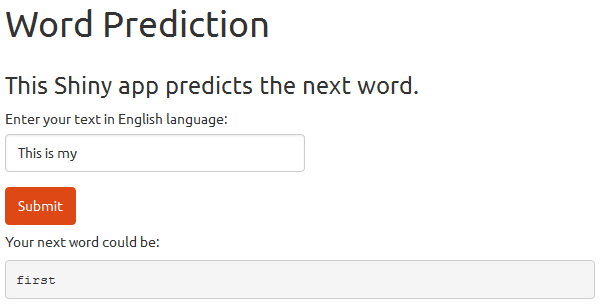 Word Prediction
This Shiny app predicts the next word.
Enter your text in English language:
This is my
Submit
Your next word could be:
first